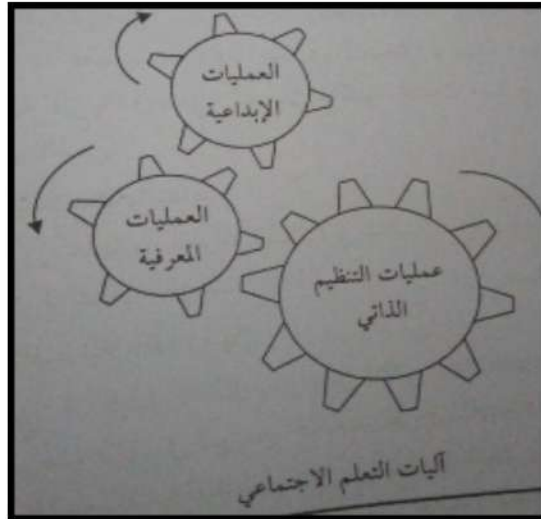 العمليات
الإبداعية
العمليات
المعرفية
عمليات التنظيم
الذاتي
آليات التعلم الاجتماعي